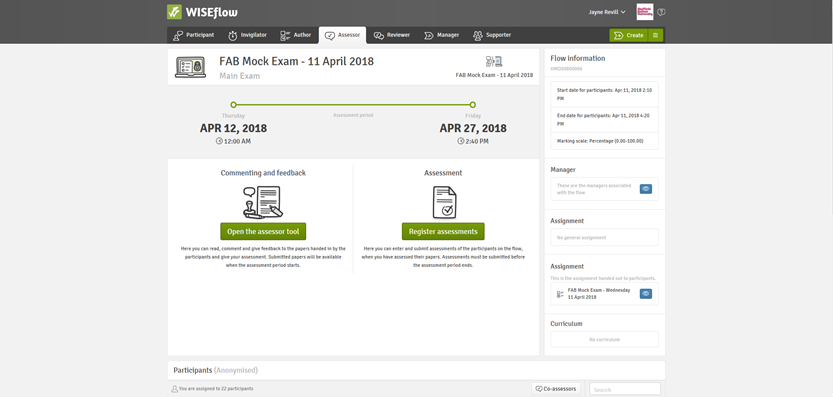 WISEflow
Jayne Revill
Participant Invigilator Author Assessor Reviewer Manager Supporter
Create
FAB Mock Exam - 11 April 2018
Main Exam
FAB Mock Exam - 11 April 2018
Thursday
APR 12, 2018
12:00 AM
Assessment period
Friday
APR 27, 2018
2:40 PM
Commenting and feedback
Open the assessor tool
Here you can read, comment and give feedback to the papers handed in by the
participants and give your assessment. Submitted papers will be available
when the assessment period starts.
Assessment
Register assessments
Here you can enter and submit assessments of the participants on the flow,
when you have assessed their papers. Assessments must be submitted before
the assessment period ends.
Flow information
Start date for participants: Apr 11, 2018 2:10
PM
End date for participants: Apr 11, 2018 4:20
PM
Marking scale: Percentage (0.00-100.00)
Manager
These are the managers associated
with the flow
Assignment
No general assignment
Assignment
This is the assignment handed out to participants.
FAB Mock Exam - Wednesday
11 April 2018
Curriculum
No curriculum
Participants (Anonymised)
You are assigned to 22 participants
Co-assessors
Search